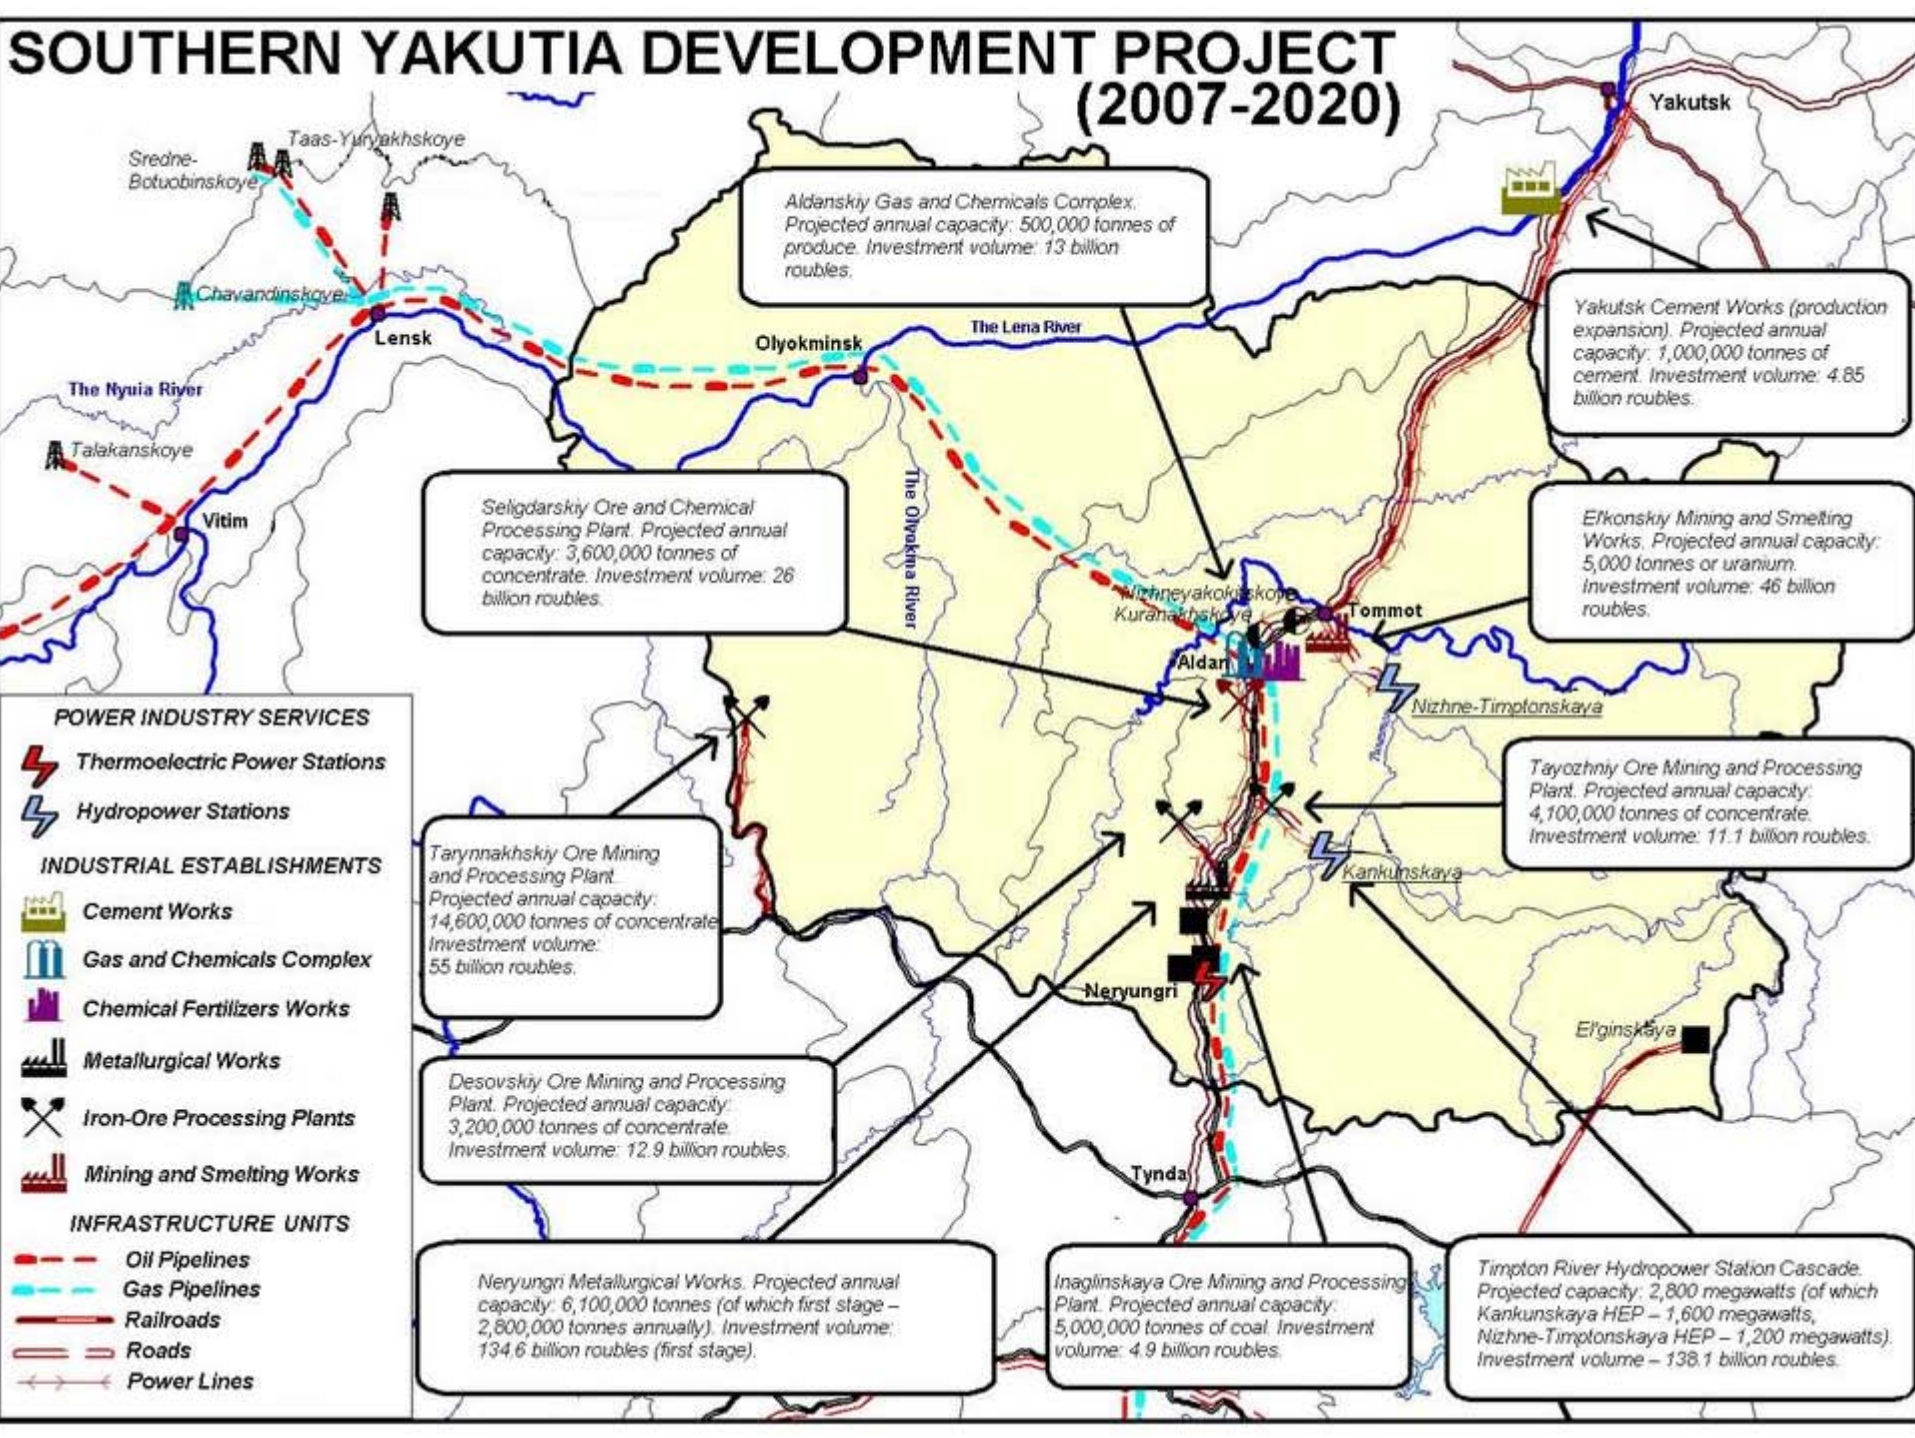 SOUTHERN YAKUTIA DEVELOPMENT PROJECT
(2007-2020)
Yakutsk
Taas-Yuryakhskoye
Sredne-
Botuobinskoye
Chavandinskoye
Lensk
The Nyuia River
Talakanskoye
Vitim
Olyokminsk
The Lena River
The Olyokma River
Aldanskiy Gas and Chemicals Complex.
Projected annual capacity: 500,000 tonnes of
produce. Investment volume: 13 billion
roubles.
Yakutsk Cement Works (production
expansion). Projected annual
capacity: 1,000,000 tonnes of
cement. Investment volume: 4.85
billion roubles.
Seligdarskiy Ore and Chemical
Processing Plant. Projected annual
capacity: 3,600,000 tonnes of
concentrate. Investment volume: 26
billion roubles.
El'konskiy Mining and Smelting
Works. Projected annual capacity:
5,000 tonnes or uranium.
Investment volume: 46 billion
roubles.
Nizhneyakokitskoye
Kuranakhskoye
Tommot
Aldan
Nizhne-Timptonskaya
Tayozhniy Ore Mining and Processing
Plant. Projected annual capacity:
4,100,000 tonnes of concentrate.
Investment volume: 11.1 billion roubles.
Kankunskaya
Tarynnakhskiy Ore Mining
and Processing Plant.
Projected annual capacity:
14,600,000 tonnes of concentrate
Investment volume:
55 billion roubles.
Neryungri
El'ginskaya
Desovskiy Ore Mining and Processing
Plant. Projected annual capacity:
3,200,000 tonnes of concentrate.
Investment volume: 12.9 billion roubles.
Tynda
Neryungri Metallurgical Works. Projected annual
capacity: 6,100,000 tonnes (of which first stage –
2,800,000 tonnes annually). Investment volume:
134.6 billion roubles (first stage).
Inaglinskaya Ore Mining and Processing
Plant. Projected annual capacity:
5,000,000 tonnes of coal. Investment
volume: 4.9 billion roubles.
Timpton River Hydropower Station Cascade.
Projected capacity: 2,800 megawatts (of which
Kankunskaya HEP – 1,600 megawatts,
Nizhne-Timptonskaya HEP – 1,200 megawatts).
Investment volume – 138.1 billion roubles.
POWER INDUSTRY SERVICES
Thermoelectric Power Stations
Hydropower Stations
INDUSTRIAL ESTABLISHMENTS
Cement Works
Gas and Chemicals Complex
Chemical Fertilizers Works
Metallurgical Works
Iron-Ore Processing Plants
Mining and Smelting Works
INFRASTRUCTURE UNITS
Oil Pipelines
Gas Pipelines
Railroads
Roads
Power Lines